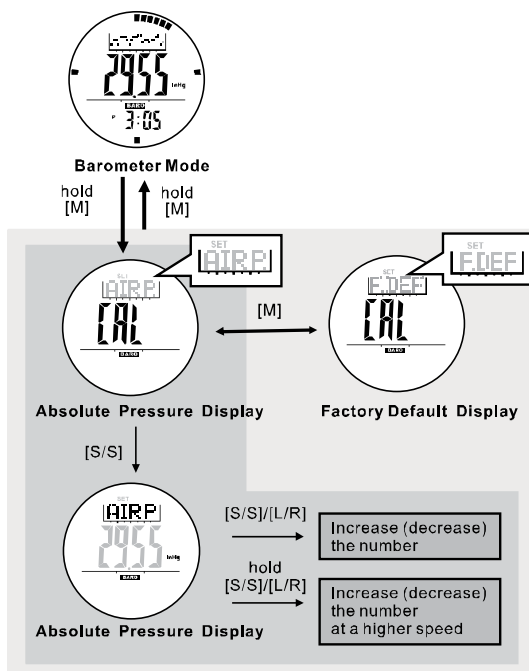 29.55 inHg
BARO
P 3:05
Barometer Mode
hold
[M]
hold
[M]
SET
AIR.P.
SET
F.DEF
SET
AIR.P.
CAL
BARO
[M]
SET
F.DEF
CAL
BARO
Absolute Pressure Display
Factory Default Display
[S/S]
SET
AIR.P
29.55 inHg
BARO
[S/S]/[L/R]
Increase (decrease)
the number
hold
[S/S]/[L/R]
Increase (decrease)
the number
at a higher speed
Absolute Pressure Display